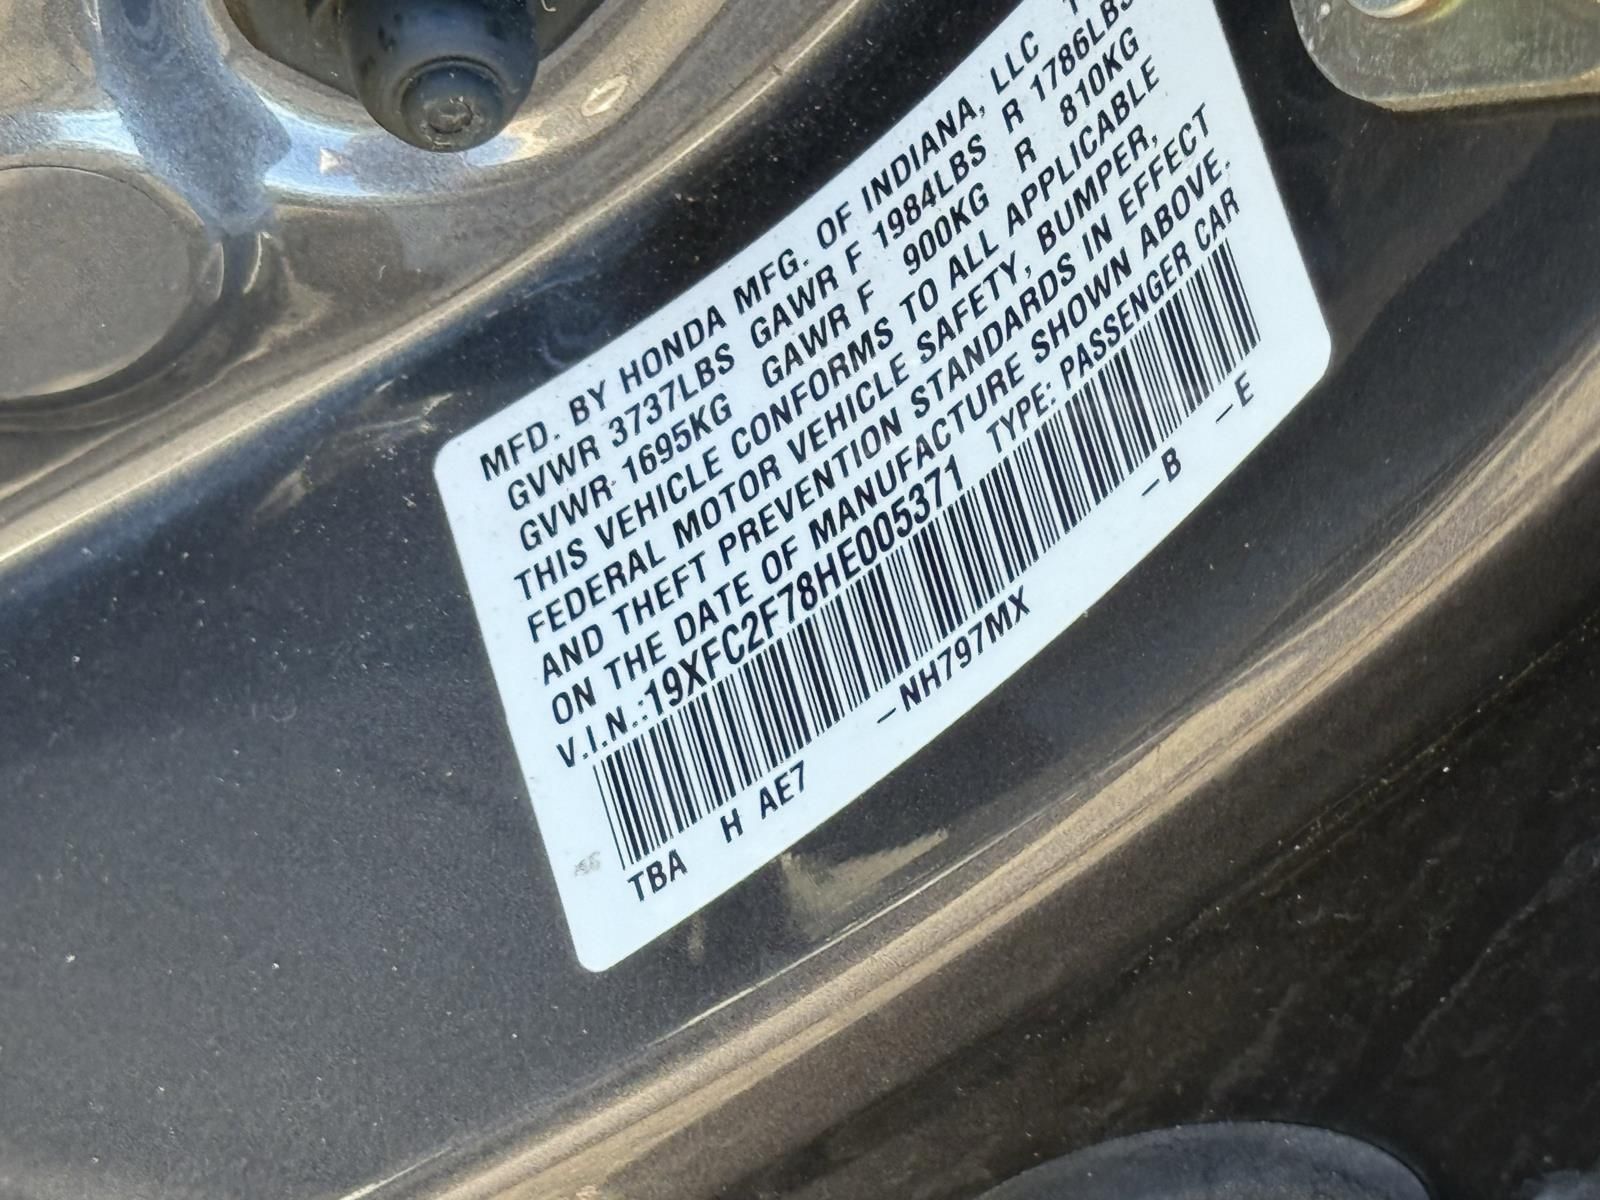 MFD. BY HONDA MFG. OF INDIANA, LLC
GVWR 3737LBS GAWR F 1984LBS R 1786LBS
GVWR 1695KG GAWR F 900KG R 810KG
THIS VEHICLE CONFORMS TO ALL APPLICABLE
FEDERAL MOTOR VEHICLE SAFETY, BUMPER,
AND THEFT PREVENTION STANDARDS IN EFFECT
ON THE DATE OF MANUFACTURE SHOWN ABOVE.
V.I.N.:19XFC2F78HE005371 TYPE: PASSENGER CAR
TBA H AE7 –NH797MX –B –E